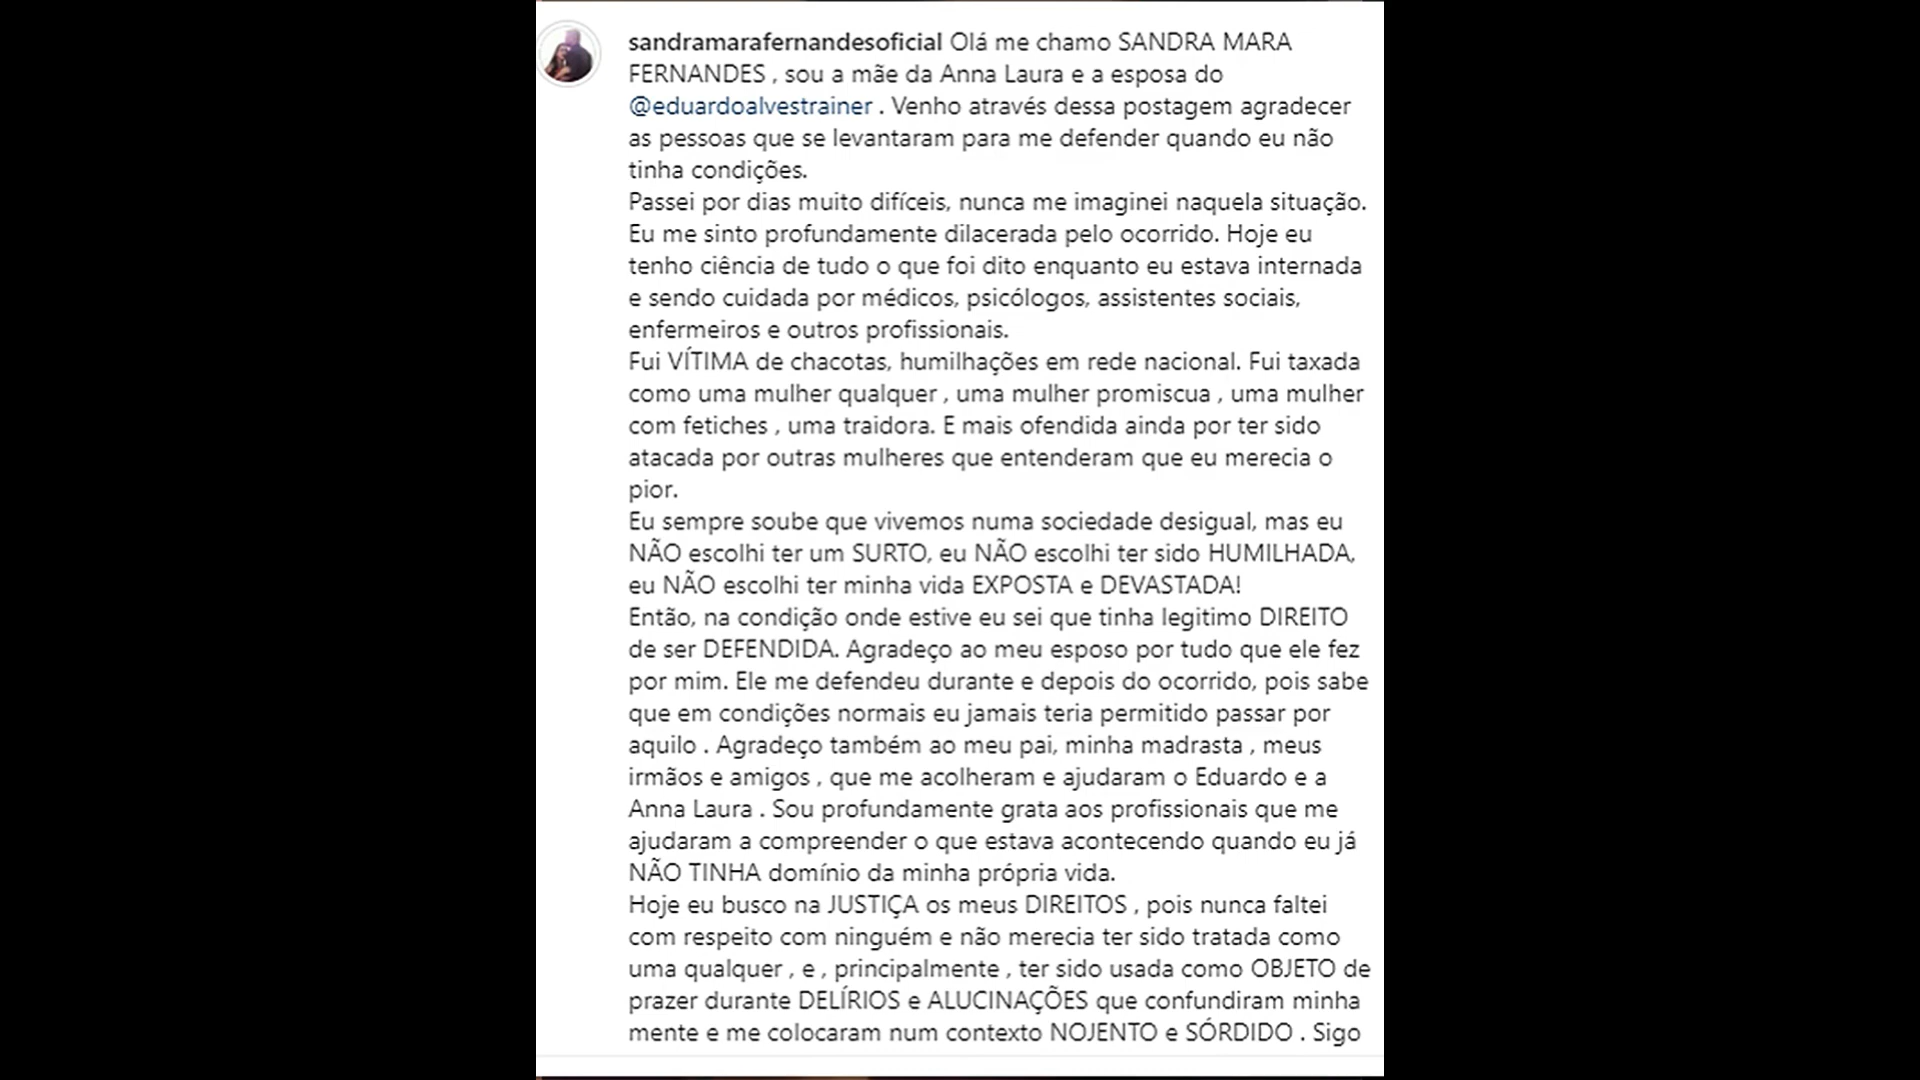 sandramarafernandesoficial Olá me chamo SANDRA MARA
FERNANDES , sou a mãe da Anna Laura e a esposa do
@eduardoalvestrainer . Venho através dessa postagem agradecer
as pessoas que se levantaram para me defender quando eu não
tinha condições.
Passei por dias muito difíceis, nunca me imaginei naquela situação.
Eu me sinto profundamente dilacerada pelo ocorrido. Hoje eu
tenho ciência de tudo o que foi dito enquanto eu estava internada
e sendo cuidada por médicos, psicólogos, assistentes sociais,
enfermeiros e outros profissionais.
Fui VÍTIMA de chacotas, humilhações em rede nacional. Fui taxada
como uma mulher qualquer , uma mulher promiscua , uma mulher
com fetiches , uma traidora. E mais ofendida ainda por ter sido
atacada por outras mulheres que entenderam que eu merecia o
pior.
Eu sempre soube que vivemos numa sociedade desigual, mas eu
NÃO escolhi ter um SURTO, eu NÃO escolhi ter sido HUMILHADA,
eu NÃO escolhi ter minha vida EXPOSTA e DEVASTADA!
Então, na condição onde estive eu sei que tinha legitimo DIREITO
de ser DEFENDIDA. Agradeço ao meu esposo por tudo que ele fez
por mim. Ele me defendeu durante e depois do ocorrido, pois sabe
que em condições normais eu jamais teria permitido passar por
aquilo . Agradeço também ao meu pai, minha madrasta , meus
irmãos e amigos , que me acolheram e ajudaram o Eduardo e a
Anna Laura . Sou profundamente grata aos profissionais que me
ajudaram a compreender o que estava acontecendo quando eu já
NÃO TINHA domínio da minha própria vida.
Hoje eu busco na JUSTIÇA os meus DIREITOS , pois nunca faltei
com respeito com ninguém e não merecia ter sido tratada como
uma qualquer , e , principalmente , ter sido usada como OBJETO de
prazer durante DELÍRIOS e ALUCINAÇÕES que confundiram minha
mente e me colocaram num contexto NOJENTO e SÓRDIDO . Sigo